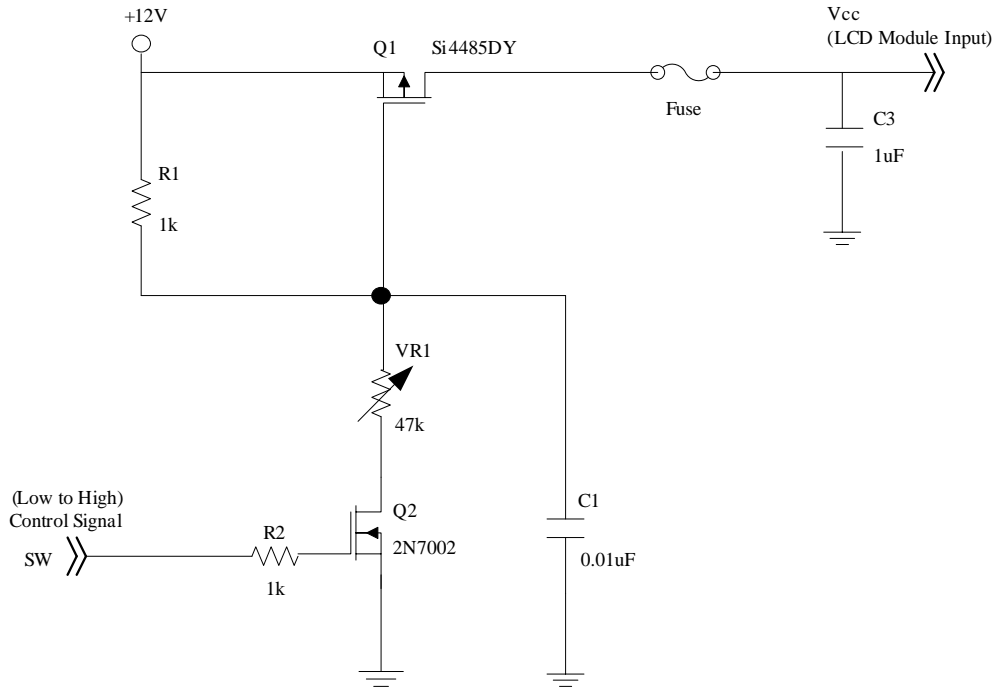 +12V
Q1
Si4485DY
Vcc
(LCD Module Input)
Fuse
C3
1uF
R1
1k
VR1
47k
(Low to High)
Control Signal
SW
R2
1k
Q2
2N7002
C1
0.01uF